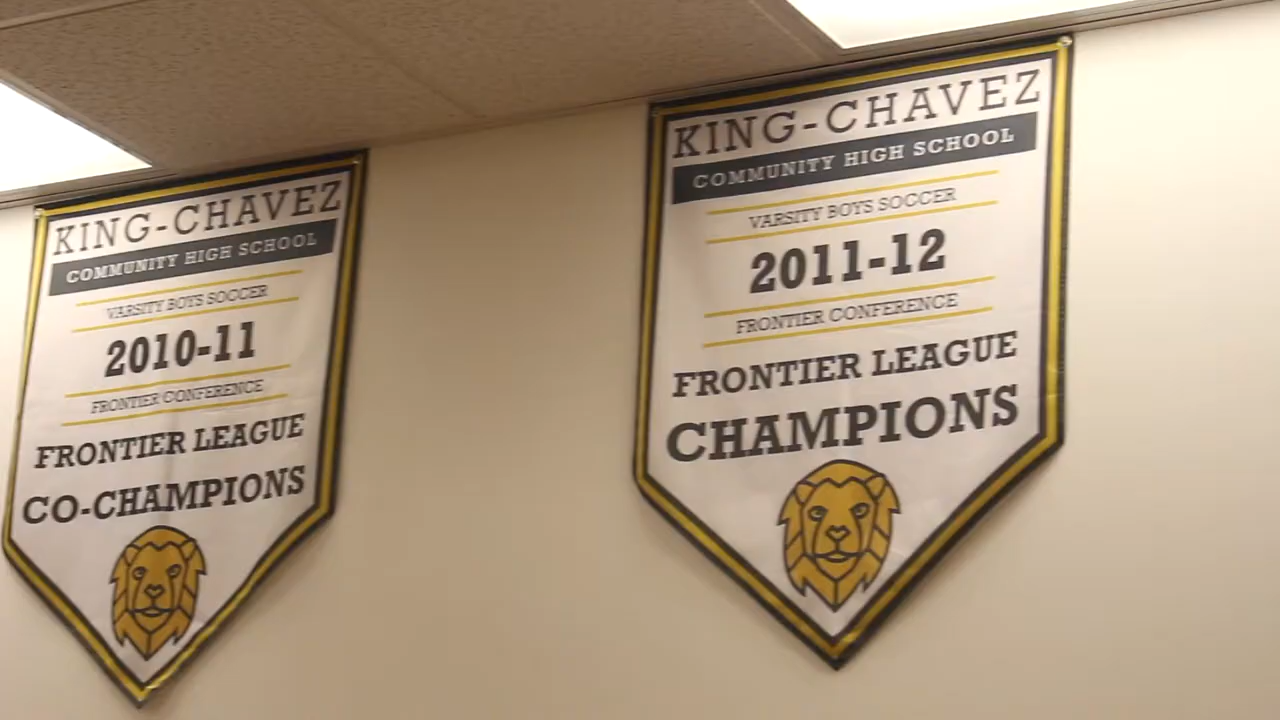 KING-CHAVEZ
COMMUNITY HIGH SCHOOL
VARSITY BOYS SOCCER
2010-11
FRONTIER CONFERENCE
FRONTIER LEAGUE
CO-CHAMPIONS
KING-CHAVEZ
COMMUNITY HIGH SCHOOL
VARSITY BOYS SOCCER
2011-12
FRONTIER CONFERENCE
FRONTIER LEAGUE
CHAMPIONS